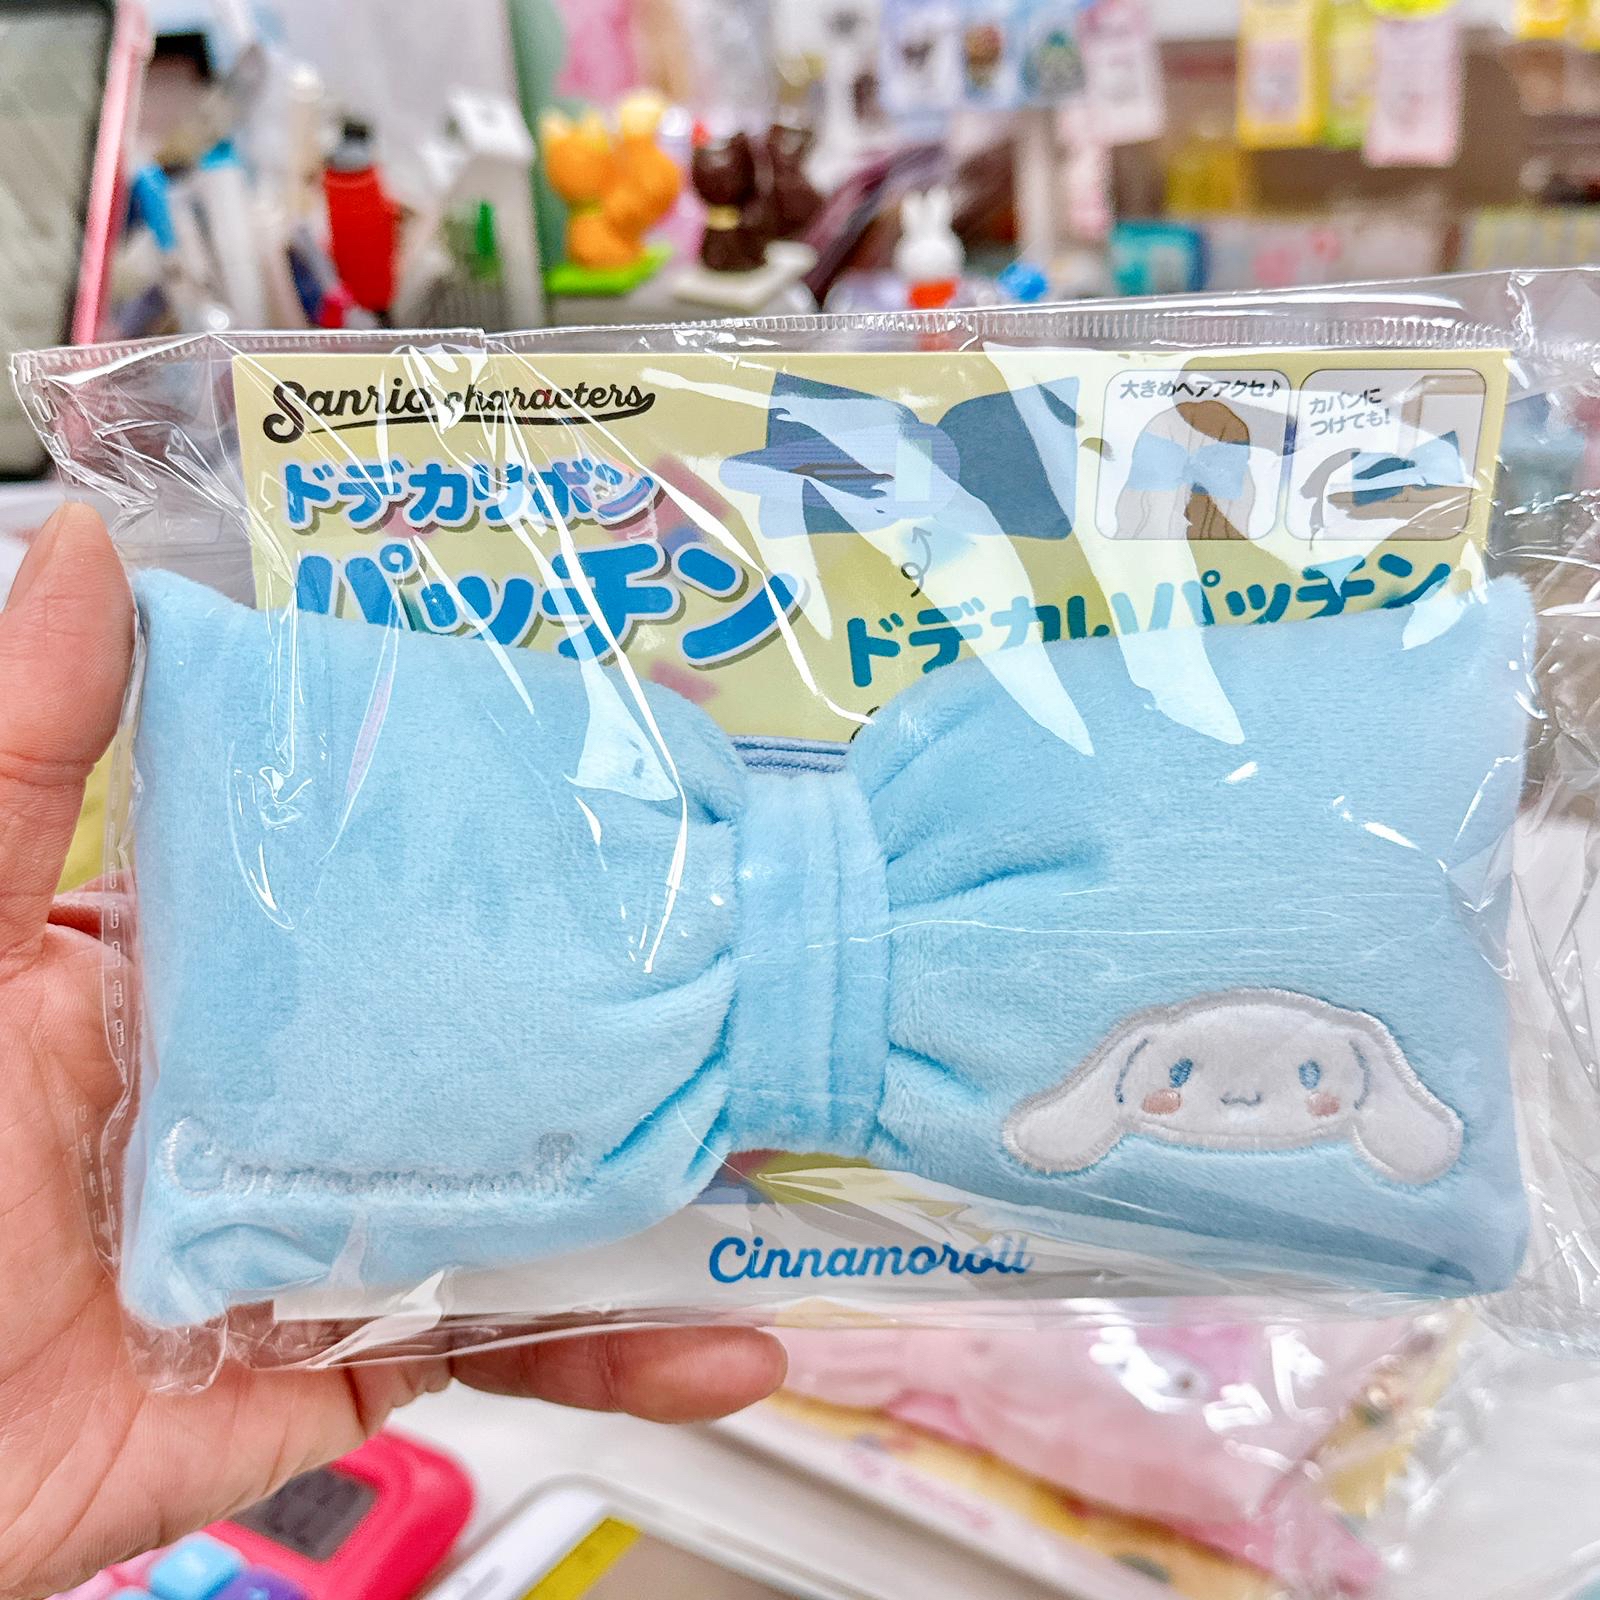 Sanrio characters
ドデカリボン
パッチン
大きめヘアアクセ♪
カバンに
つけても!
ドデカいパッチン
Cinnamoroll
Cinnamoroll